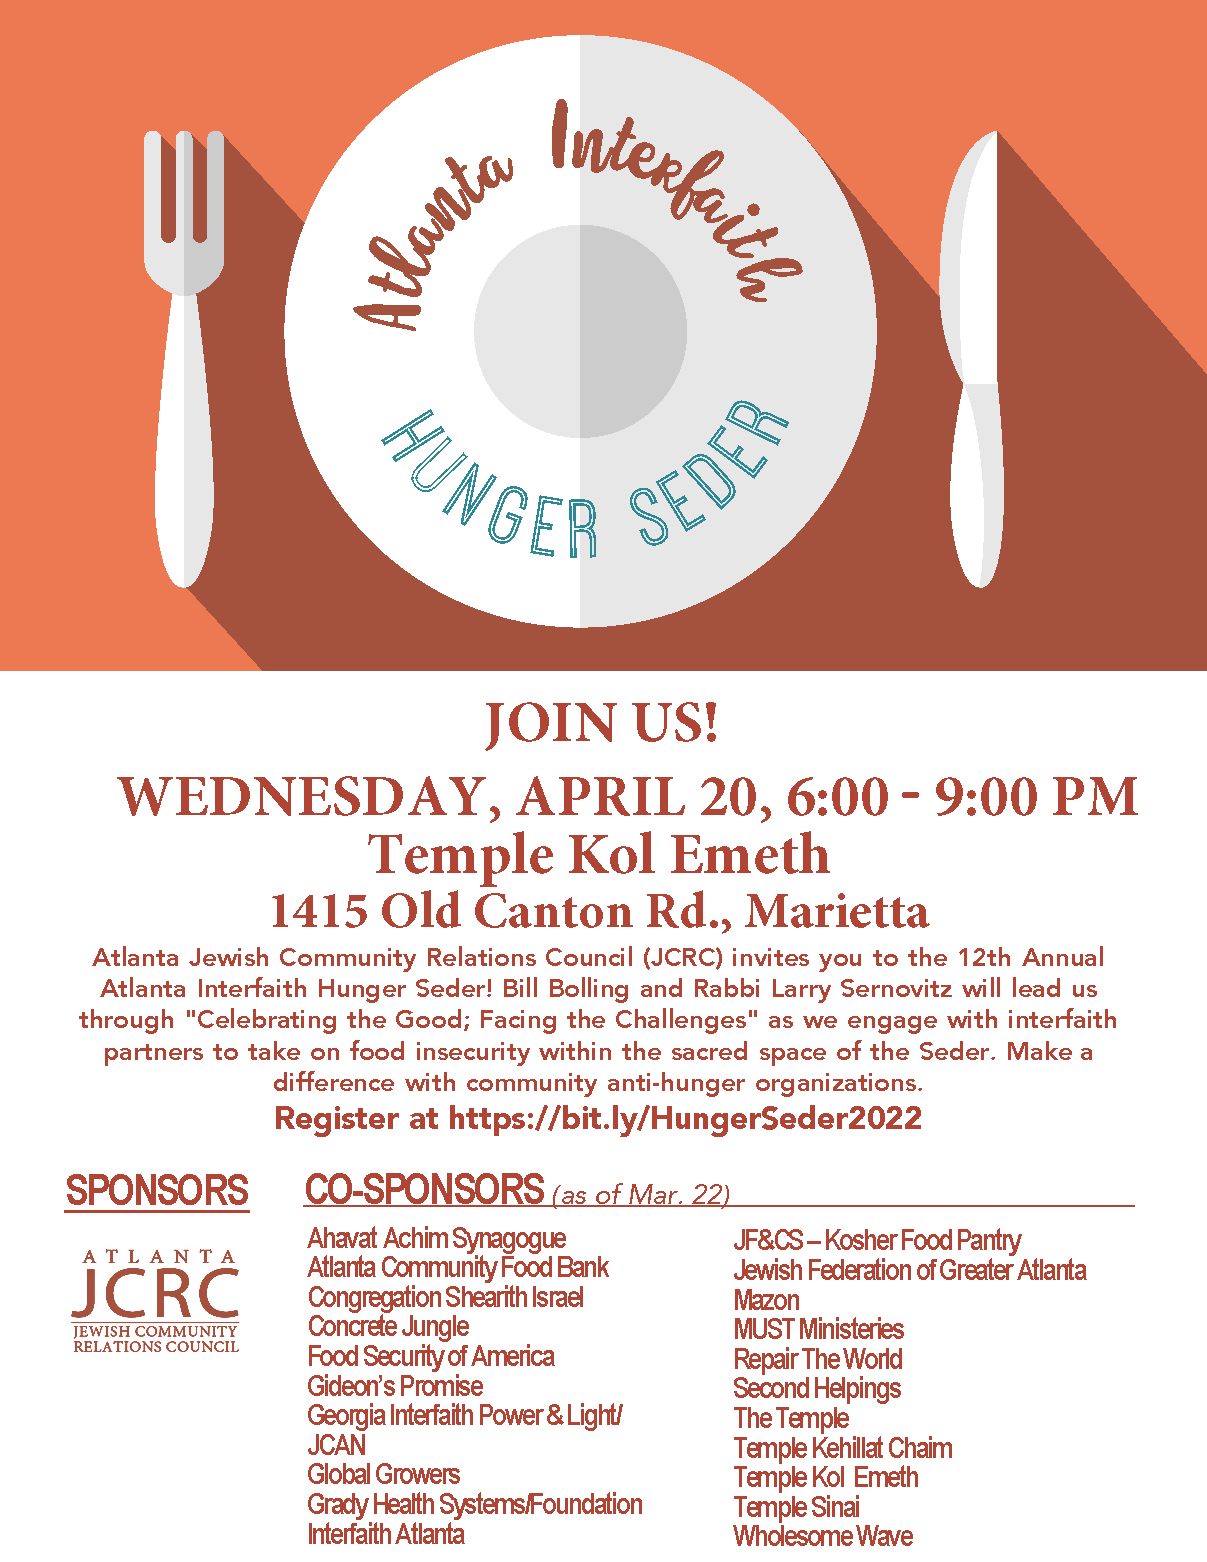 Atlanta Interfaith
HUNGER SEDER
JOIN US!
WEDNESDAY, APRIL 20, 6:00 - 9:00 PM
Temple Kol Emeth
1415 Old Canton Rd., Marietta
Atlanta Jewish Community Relations Council (JCRC) invites you to the 12th Annual
Atlanta Interfaith Hunger Seder! Bill Bolling and Rabbi Larry Sernovitz will lead us
through "Celebrating the Good; Facing the Challenges" as we engage with interfaith
partners to take on food insecurity within the sacred space of the Seder. Make a
difference with community anti-hunger organizations.
Register at https://bit.ly/HungerSeder2022
SPONSORS
ATLANTA
JCRC
JEWISH COMMUNITY
RELATIONS COUNCIL
CO-SPONSORS (as of Mar. 22)
Ahavat Achim Synagogue
Atlanta Community Food Bank
Congregation Shearith Israel
Concrete Jungle
Food Security of America
Gideon's Promise
Georgia Interfaith Power & Light/
JCAN
Global Growers
Grady Health Systems/Foundation
Interfaith Atlanta
JF&CS – Kosher Food Pantry
Jewish Federation of Greater Atlanta
Mazon
MUST Ministeries
Repair The World
Second Helpings
The Temple
Temple Kehillat Chaim
Temple Kol Emeth
Temple Sinai
Wholesome Wave